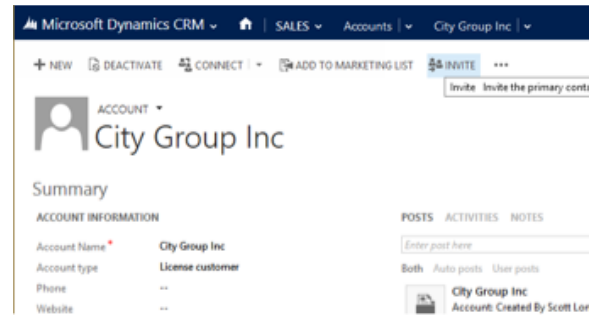 Microsoft Dynamics CRM SALES Accounts City Group Inc
NEW DEACTIVATE CONNECT ADD TO MARKETING LIST INVITE •••
Invite Invite the primary
ACCOUNT
City Group Inc
Summary
ACCOUNT INFORMATION
Account Name* City Group Inc
Account type License customer
Phone --
Website --
POSTS ACTIVITIES NOTES
Enter post here
Both Auto posts User posts
City Group Inc
Account: Created By Scott